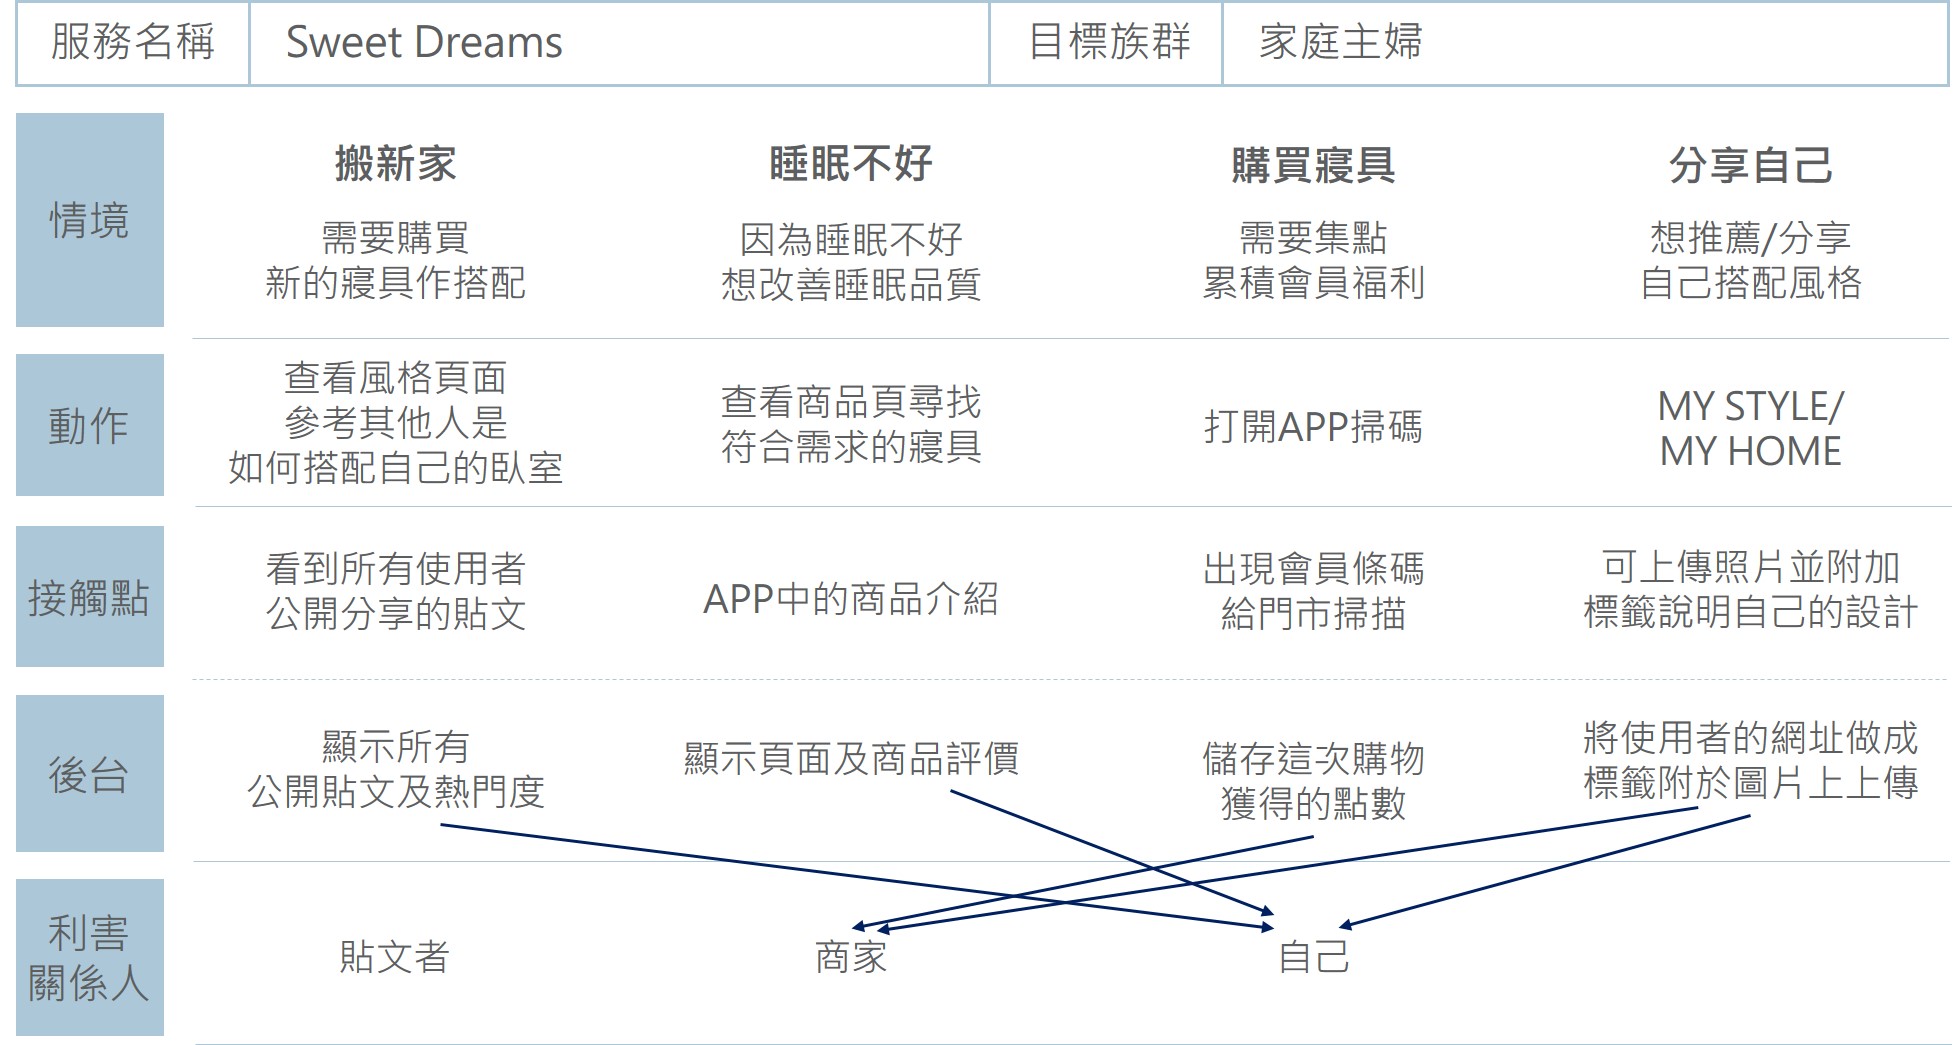 服務名稱
Sweet Dreams
目標族群
家庭主婦
情境
搬新家
需要購買
新的寢具作搭配
睡眠不好
因為睡眠不好
想改善睡眠品質
購買寢具
需要集點
累積會員福利
分享自己
想推薦/分享
自己搭配風格
動作
查看風格頁面
參考其他人是
如何搭配自己的臥室
查看商品頁尋找
符合需求的寢具
打開APP掃碼
MY STYLE/
MY HOME
接觸點
看到所有使用者
公開分享的貼文
APP中的商品介紹
出現會員條碼
給門市掃描
可上傳照片並附加
標籤說明自己的設計
後台
顯示所有
公開貼文及熱門度
顯示頁面及商品評價
儲存這次購物
獲得的點數
將使用者的網址做成
標籤附於圖片上上傳
利害
關係人
貼文者
商家
自己